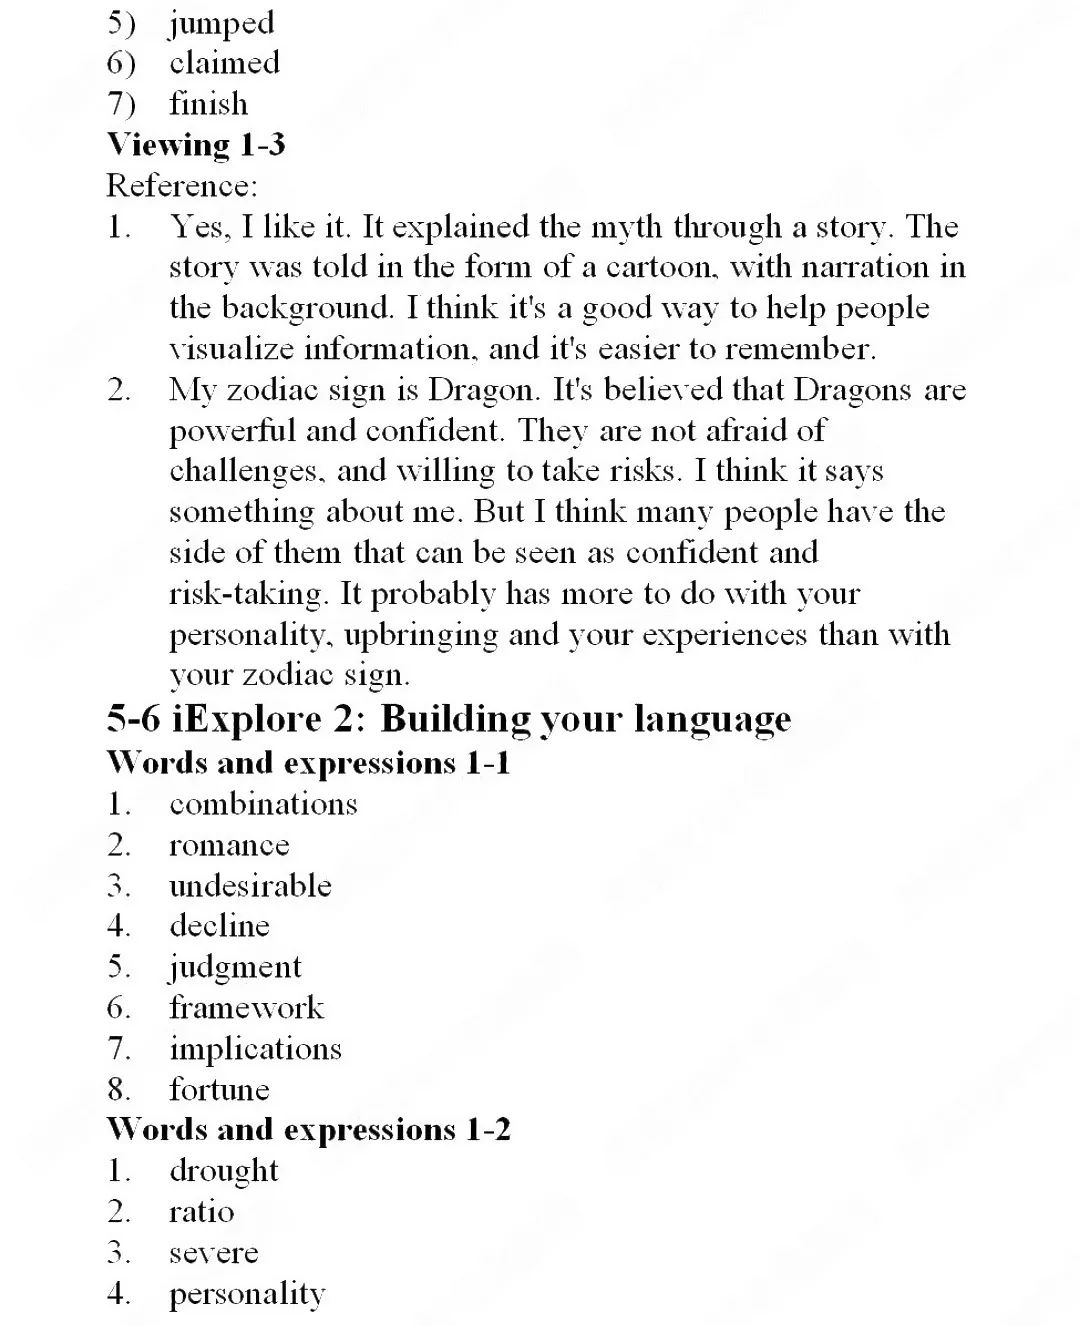 5) jumped
6) claimed
7) finish
Viewing 1-3
Reference:
1. Yes, I like it. It explained the myth through a story. The
story was told in the form of a cartoon, with narration in
the background. I think it's a good way to help people
visualize information, and it's easier to remember.
2. My zodiac sign is Dragon. It's believed that Dragons are
powerful and confident. They are not afraid of
challenges, and willing to take risks. I think it says
something about me. But I think many people have the
side of them that can be seen as confident and
risk-taking. It probably has more to do with your
personality, upbringing and your experiences than with
your zodiac sign.
5-6 iExplore 2: Building your language
Words and expressions 1-1
1. combinations
2. romance
3. undesirable
4. decline
5. judgment
6. framework
7. implications
8. fortune
Words and expressions 1-2
1. drought
2. ratio
3. severe
4. personality